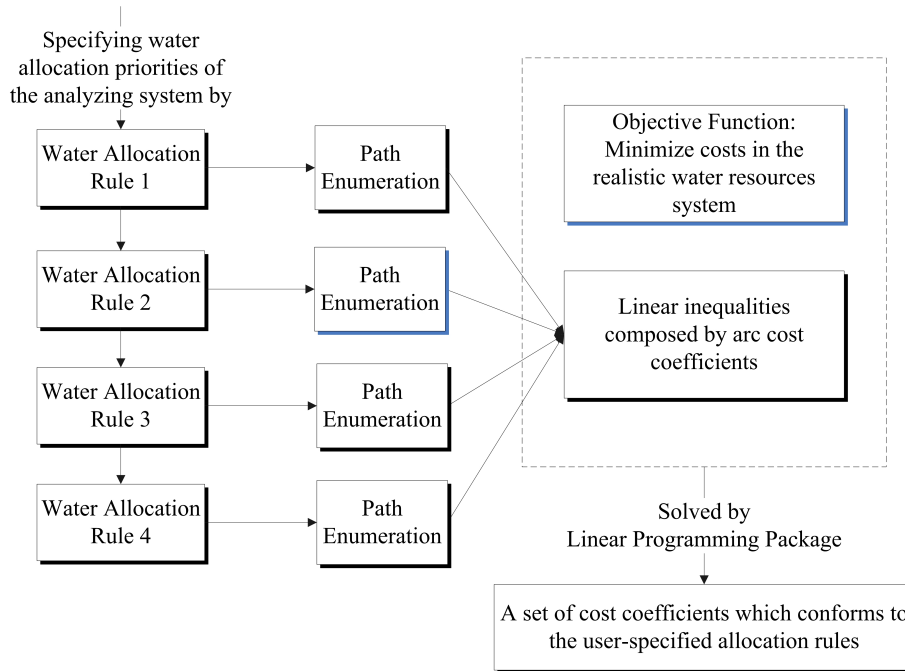 Specifying water
allocation priorities of
the analyzing system by
Water Allocation
Rule 1
Path
Enumeration
Water Allocation
Rule 2
Path
Enumeration
Water Allocation
Rule 3
Path
Enumeration
Water Allocation
Rule 4
Path
Enumeration
Objective Function:
Minimize costs in the
realistic water resources
system
Linear inequalities
composed by arc cost
coefficients
Solved by
Linear Programming Package
A set of cost coefficients which conforms to
the user-specified allocation rules